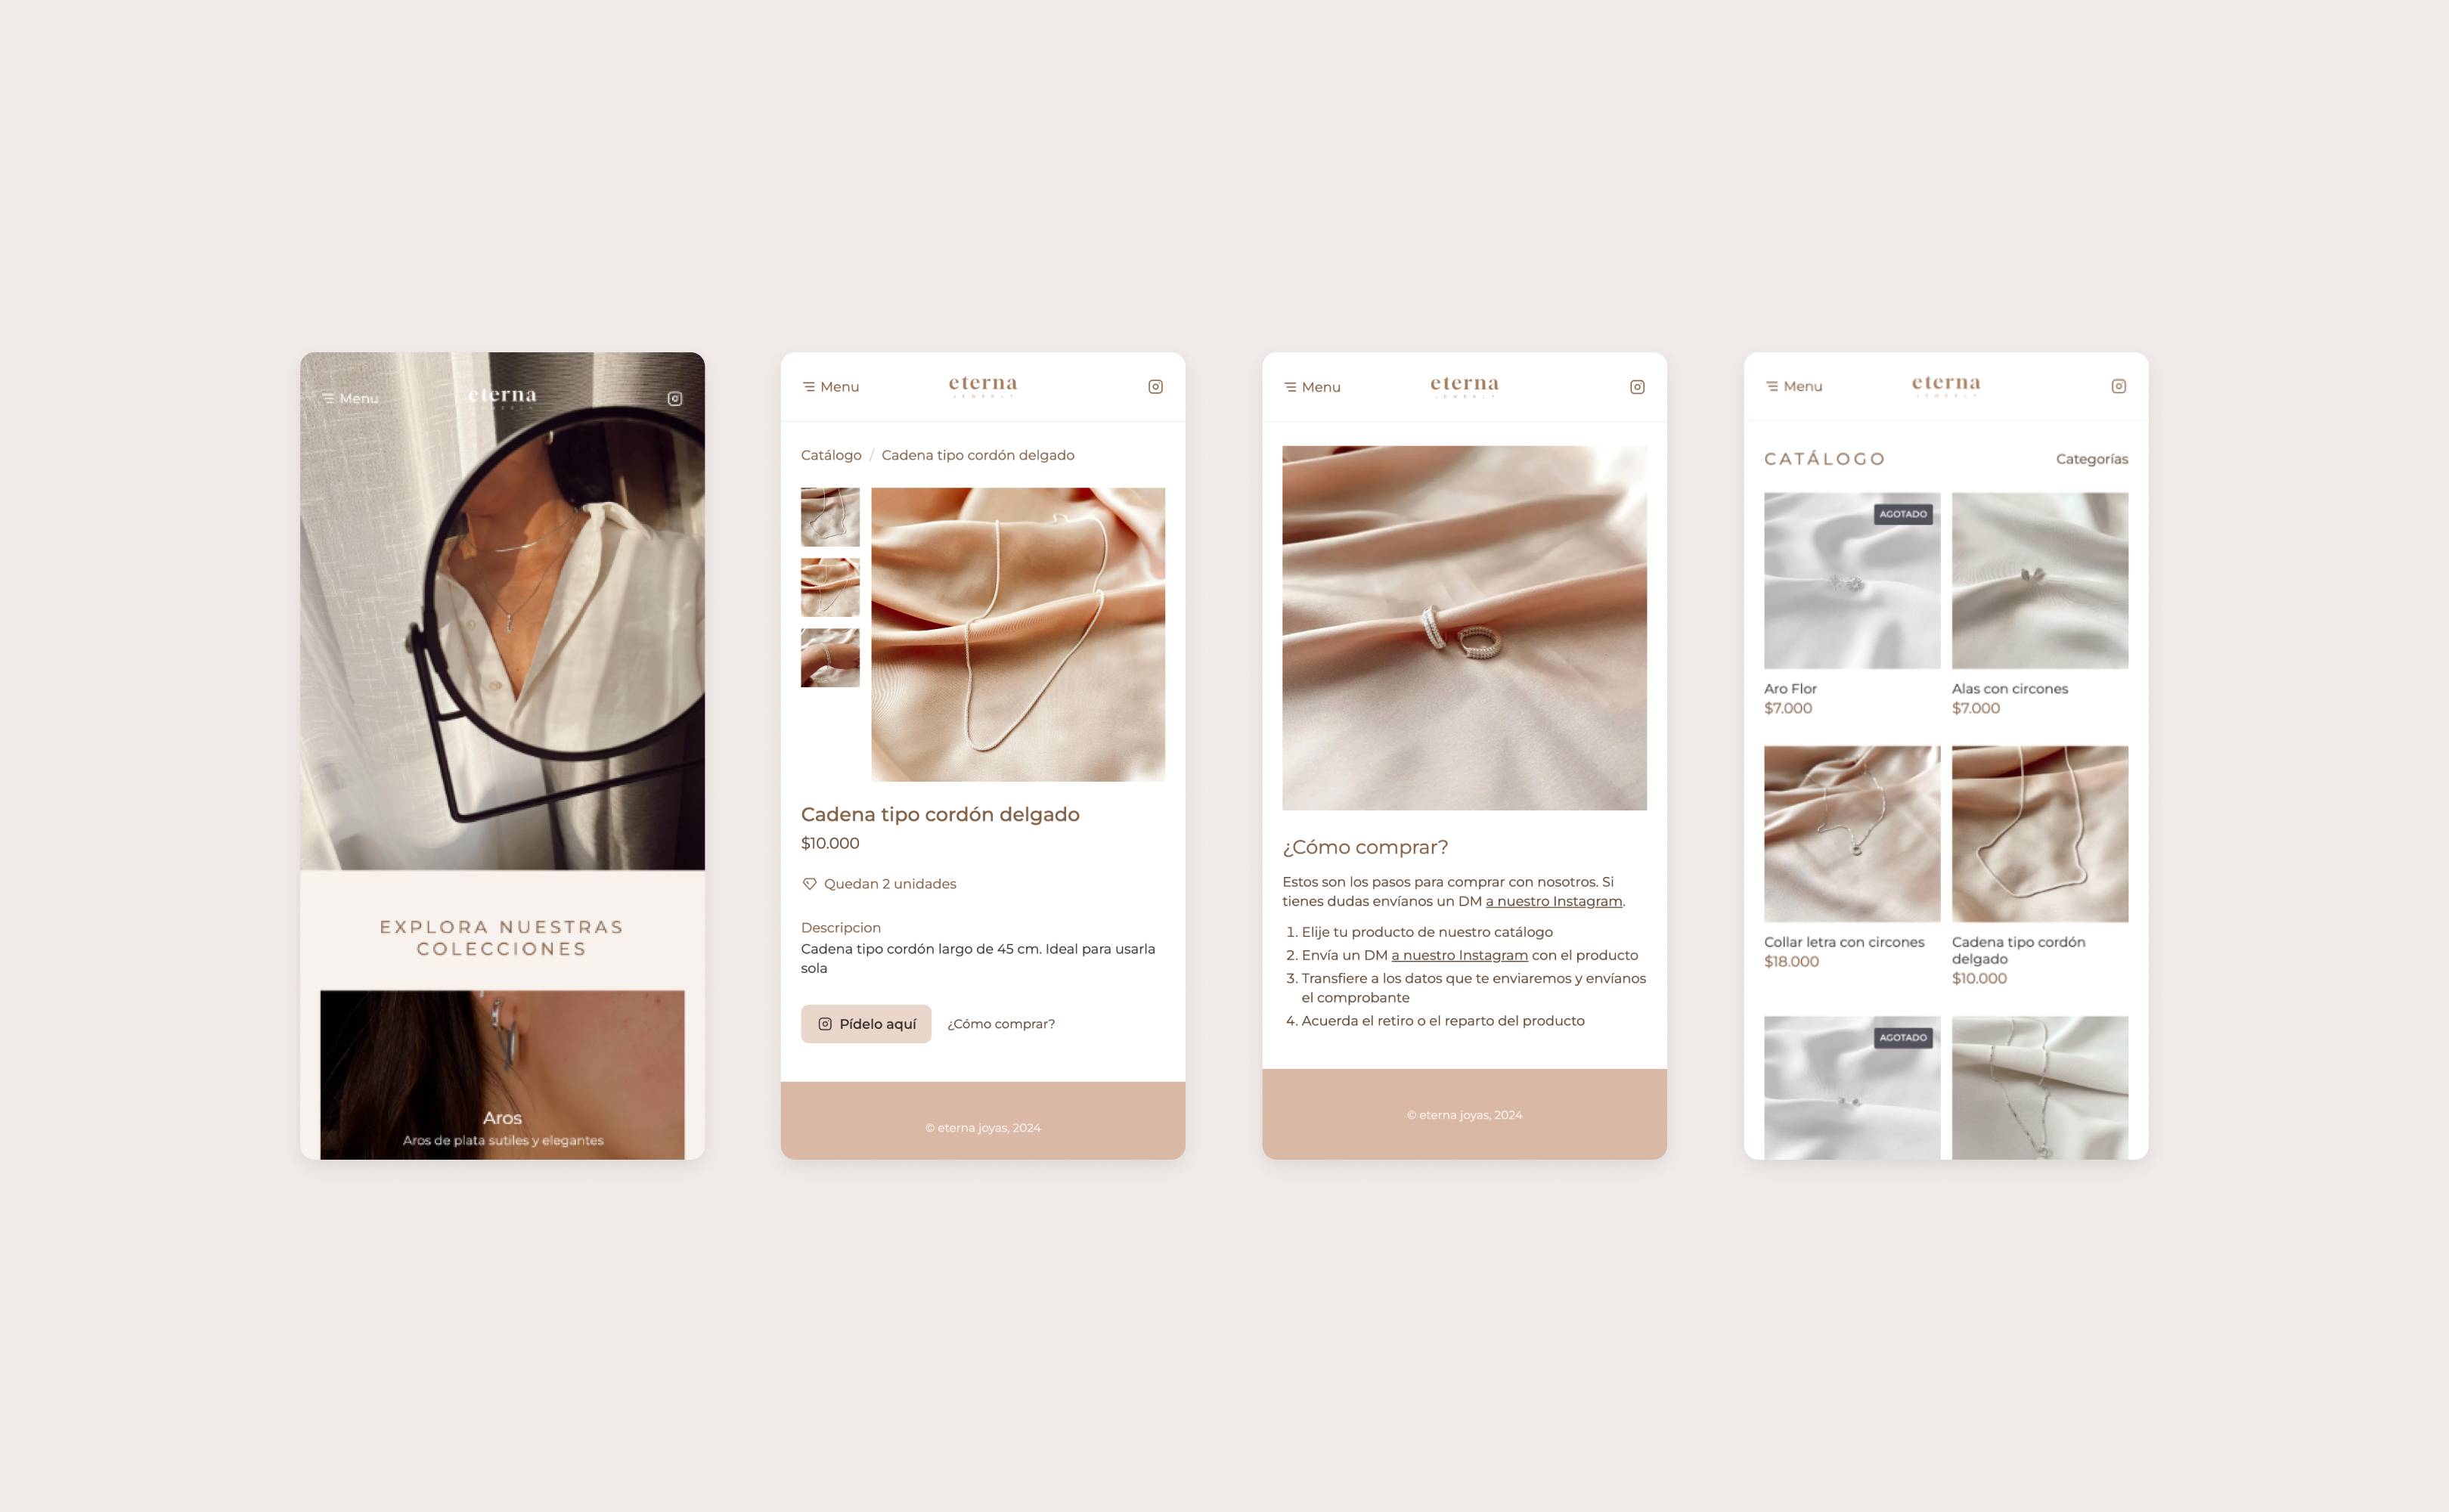 Menu
eterna
EXPLORA NUESTRAS
COLECCIONES
Aros
Aros de plata sutiles y elegantes
Menu
eterna
JEWERLY
Catálogo / Cadena tipo cordón delgado
Cadena tipo cordón delgado
$10.000
Quedan 2 unidades
Descripcion
Cadena tipo cordón largo de 45 cm. Ideal para usarla
sola
Pídelo aquí
¿Cómo comprar?
© eterna joyas, 2024
Menu
eterna
JEWERLY
¿Cómo comprar?
Estos son los pasos para comprar con nosotros. Si
tienes dudas envíanos un DM a nuestro Instagram.
1. Elije tu producto de nuestro catálogo
2. Envía un DM a nuestro Instagram con el producto
3. Transfiere a los datos que te enviaremos y envíanos
el comprobante
4. Acuerda el retiro o el reparto del producto
© eterna joyas, 2024
Menu
eterna
JEWERLY
CATÁLOGO
Categorías
AGOTADO
Aro Flor
$7.000
Alas con circones
$7.000
Collar letra con circones
$18.000
Cadena tipo cordón
delgado
$10.000
AGOTADO